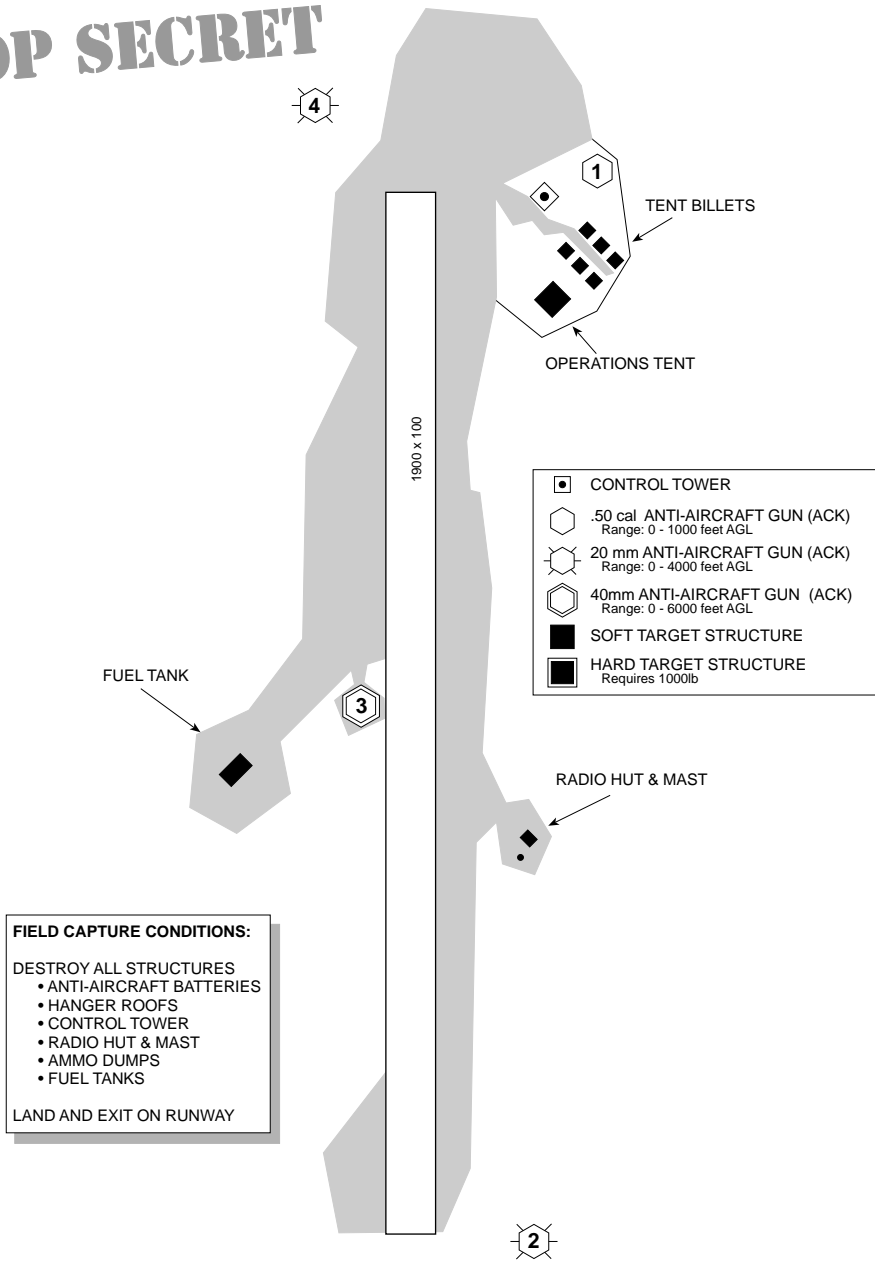 OP SECRET
4
1
TENT BILLETS
OPERATIONS TENT
1900 x 100
CONTROL TOWER
.50 cal ANTI-AIRCRAFT GUN (ACK)
Range: 0 - 1000 feet AGL
20 mm ANTI-AIRCRAFT GUN (ACK)
Range: 0 - 4000 feet AGL
40mm ANTI-AIRCRAFT GUN (ACK)
Range: 0 - 6000 feet AGL
SOFT TARGET STRUCTURE
HARD TARGET STRUCTURE
Requires 1000lb
FUEL TANK
3
RADIO HUT & MAST
FIELD CAPTURE CONDITIONS:
DESTROY ALL STRUCTURES
• ANTI-AIRCRAFT BATTERIES
• HANGER ROOFS
• CONTROL TOWER
• RADIO HUT & MAST
• AMMO DUMPS
• FUEL TANKS
LAND AND EXIT ON RUNWAY
2